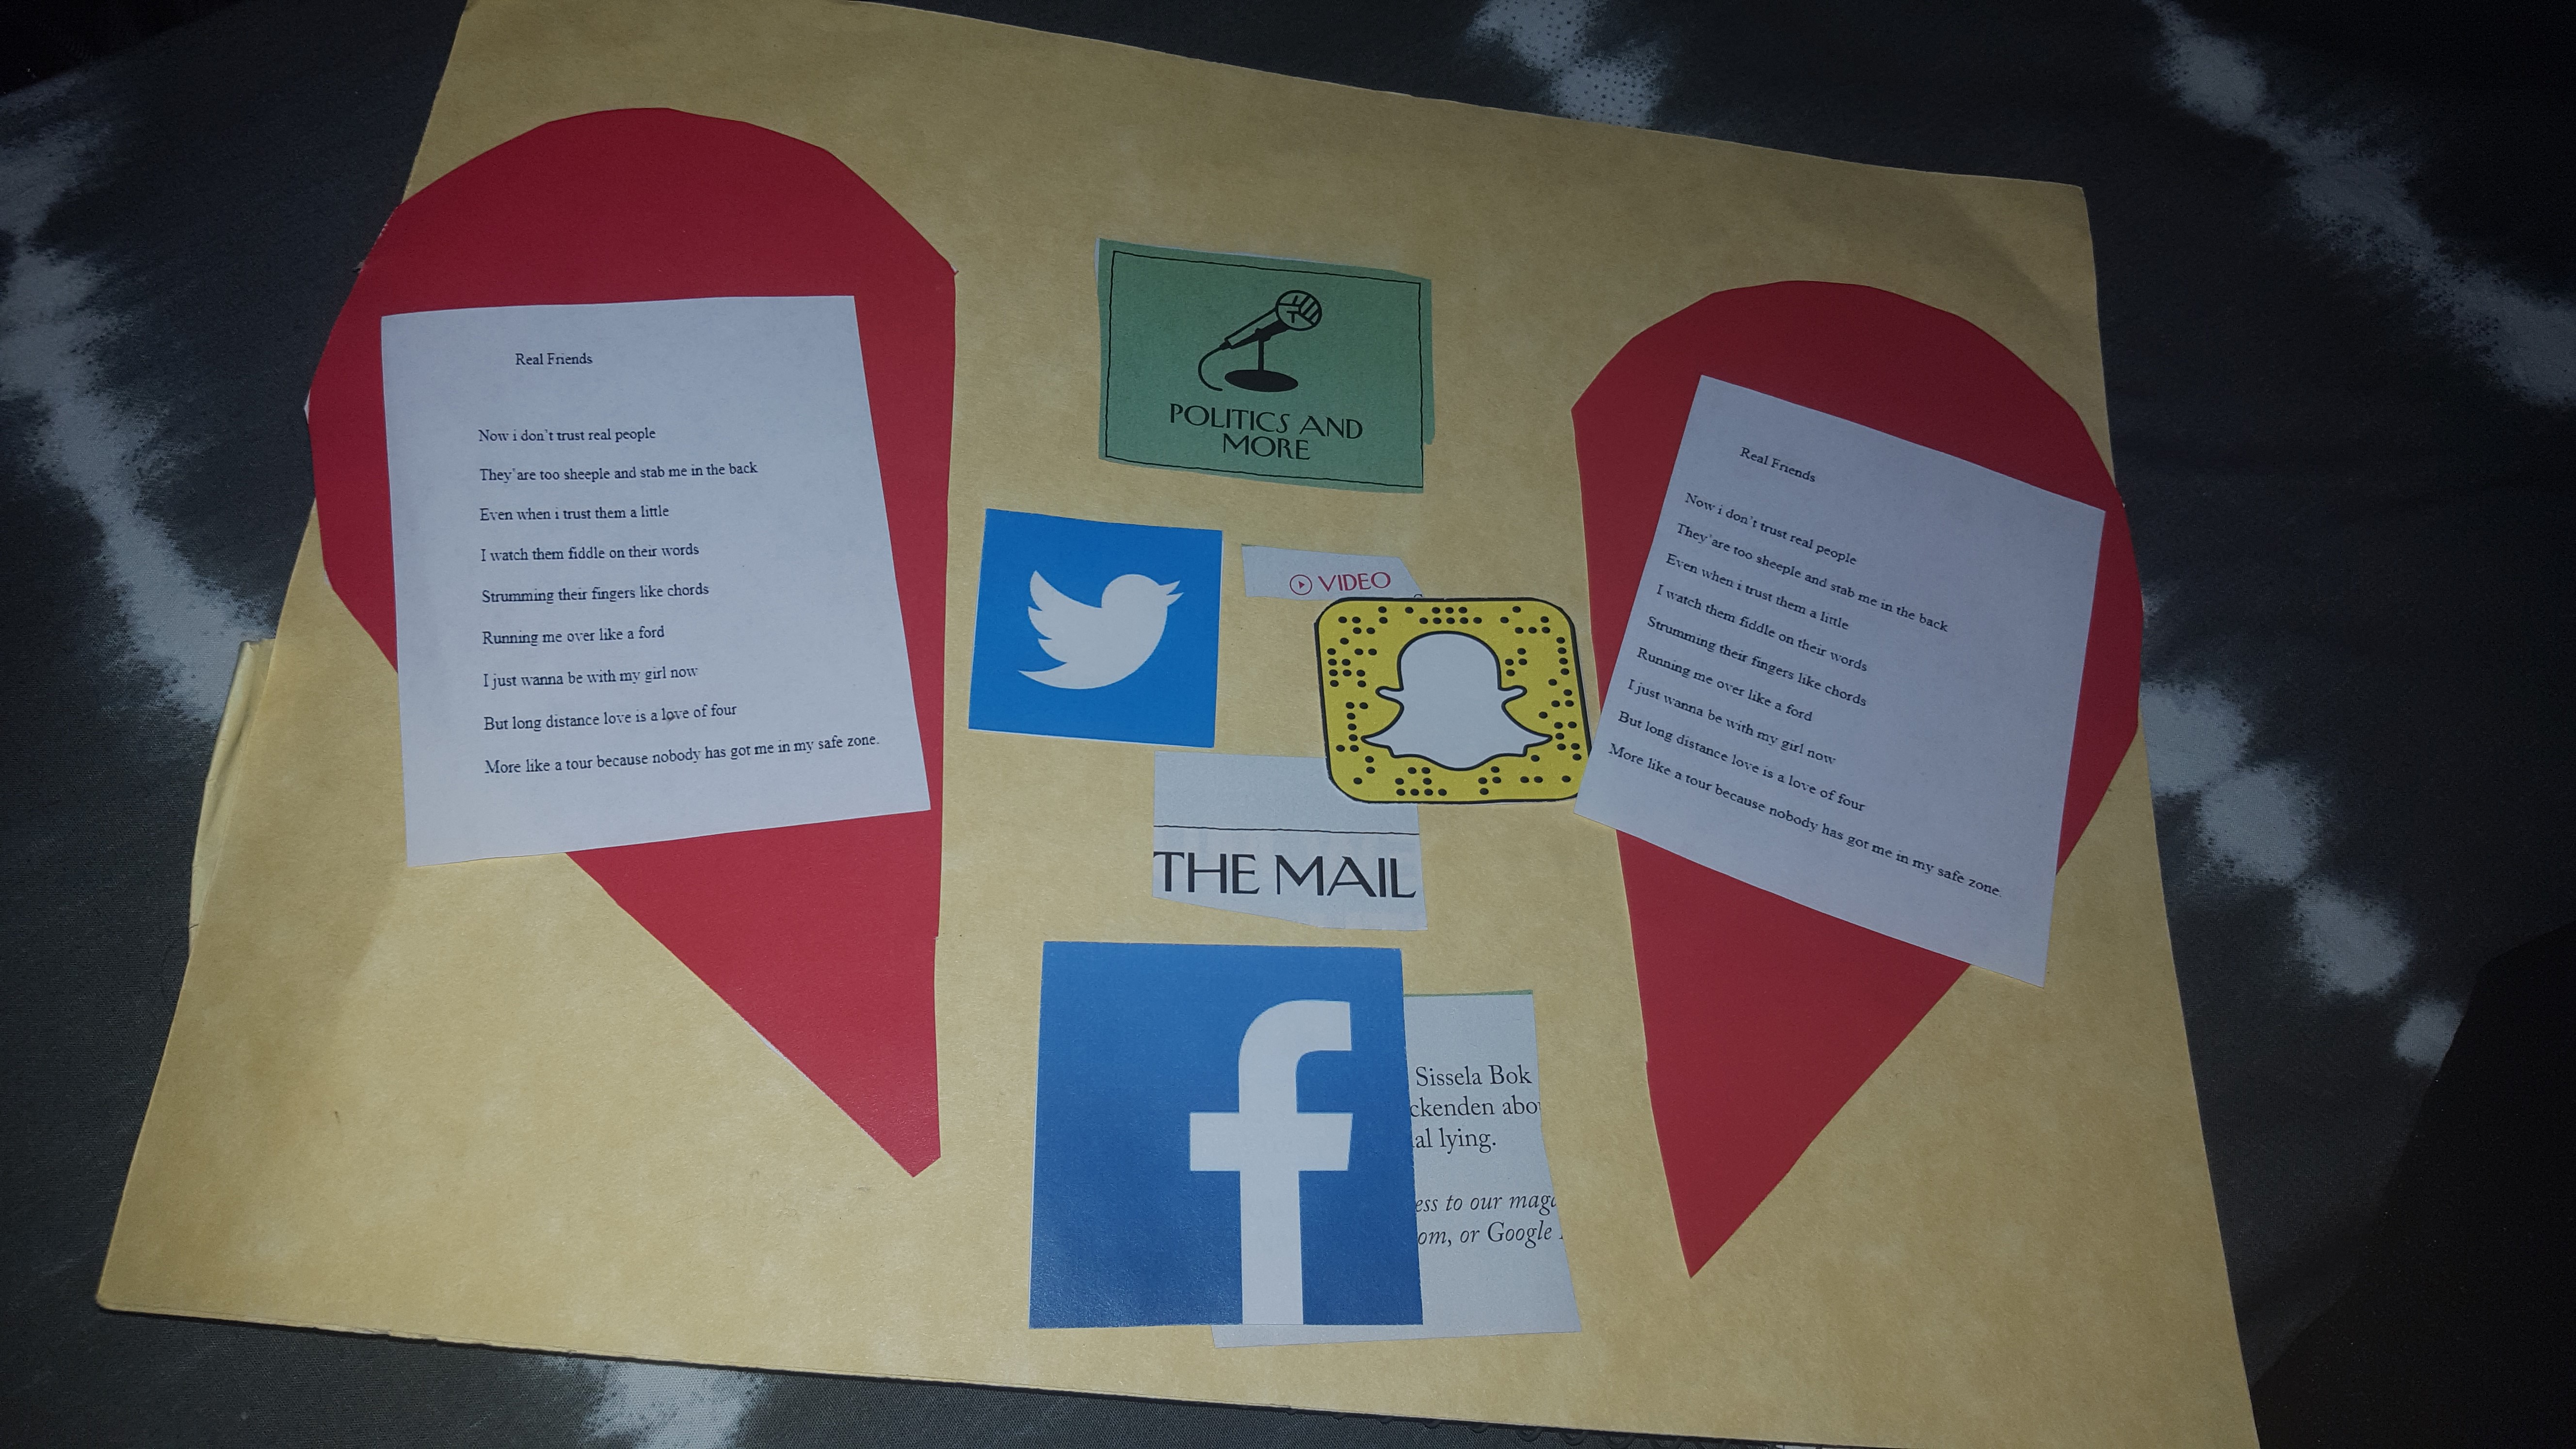 Real Friends
Now i don't trust real people
They'are too sheeple and stab me in the back
Even when i trust them a little
I watch them fiddle on their words
Strumming their fingers like chords
Running me over like a ford
I just wanna be with my girl now
But long distance love is a love of four
More like a tour because nobody has got me in my safe zone.
POLITICS AND
MORE
VIDEO
THE MAIL
f
Sissela Bok
ckenden abo
al lying.
ess to our mag
om, or Google
Real Friends
Now i don't trust real people
They'are too sheeple and stab me in the back
Even when i trust them a little
I watch them fiddle on their words
Strumming their fingers like chords
Running me over like a ford
I just wanna be with my girl now
But long distance love is a love of four
More like a tour because nobody has got me in my safe zone.